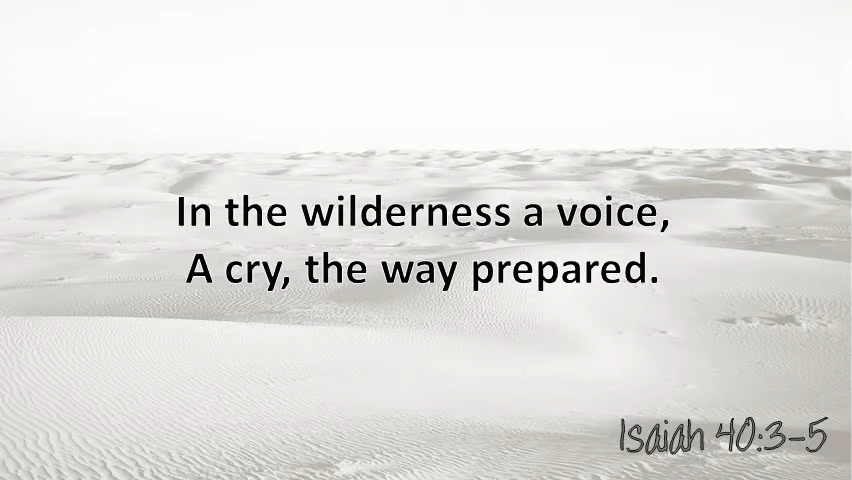 In the wilderness a voice,
A cry, the way prepared.
Isaiah 40:3-5